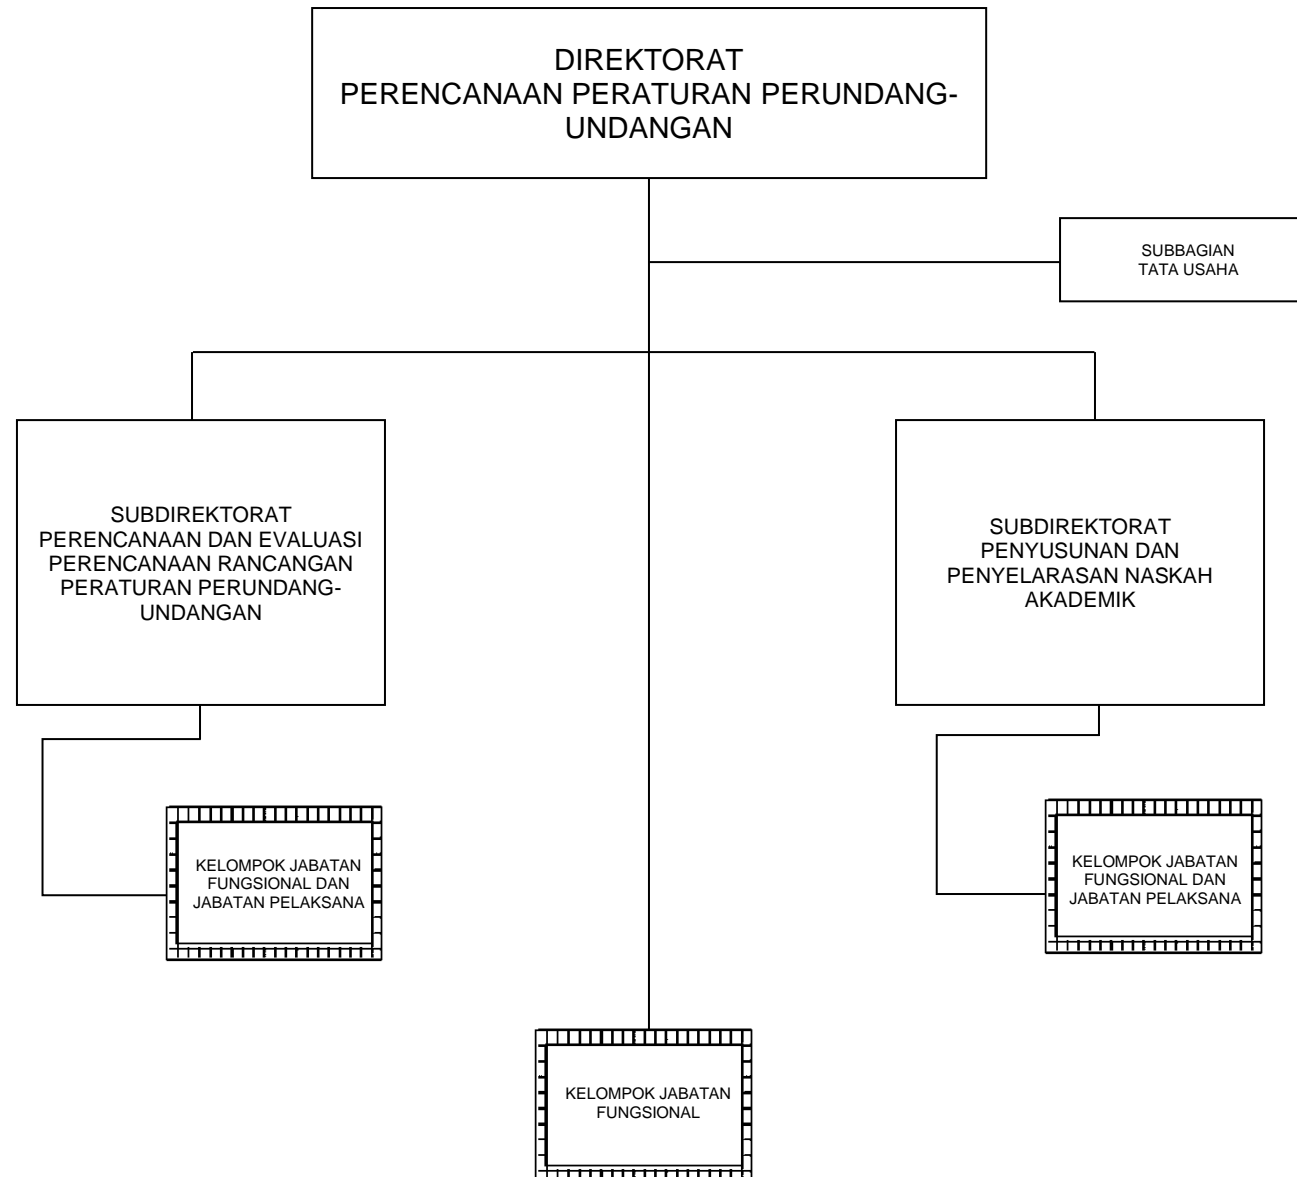 DIREKTORAT
PERENCANAAN PERATURAN PERUNDANG-
UNDANGAN
SUBBAGIAN
TATA USAHA
SUBDIREKTORAT
PERENCANAAN DAN EVALUASI
PERENCANAAN RANCANGAN
PERATURAN PERUNDANG-
UNDANGAN
SUBDIREKTORAT
PENYUSUNAN DAN
PENYELARASAN NASKAH
AKADEMIK
KELOMPOK JABATAN
FUNGSIONAL DAN
JABATAN PELAKSANA
KELOMPOK JABATAN
FUNGSIONAL DAN
JABATAN PELAKSANA
KELOMPOK JABATAN
FUNGSIONAL